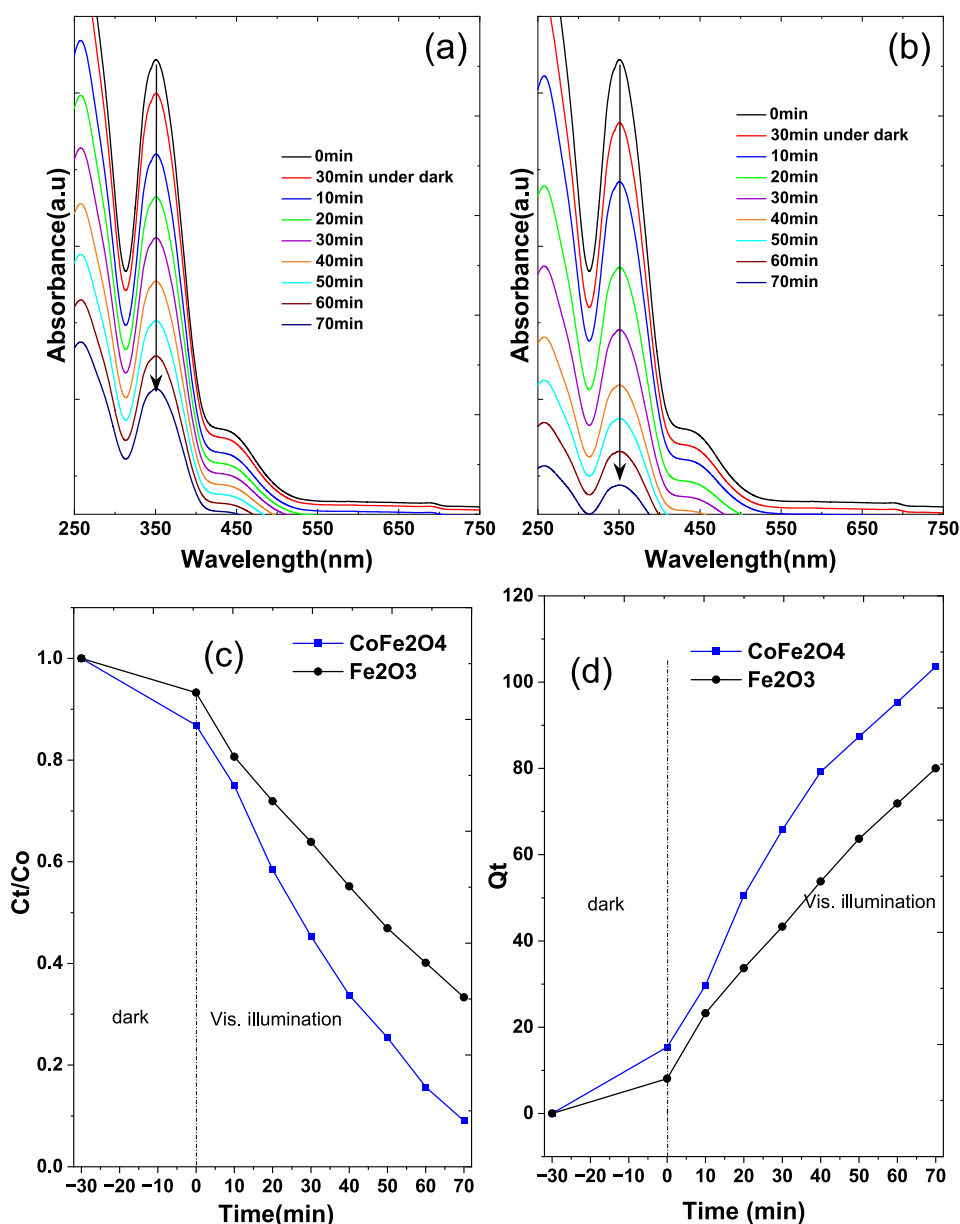 (a)
0min
30min under dark
10min
20min
30min
40min
50min
60min
70min
Absorbance(a.u)
250 350 450 550 650 750
Wavelength(nm)
(b)
0min
30min under dark
10min
20min
30min
40min
50min
60min
70min
Absorbance(a.u)
250 350 450 550 650 750
Wavelength(nm)
(c)
CoFe2O4
Fe2O3
1.0
0.8
0.6
0.4
0.2
0.0
Ct/Co
dark
Vis. illumination
−30 −20 −10 0 10 20 30 40 50 60 70
Time(min)
(d)
CoFe2O4
Fe2O3
120
100
80
60
40
20
0
Qt
dark
Vis. illumination
−30 −20 −10 0 10 20 30 40 50 60 70
Time (min)